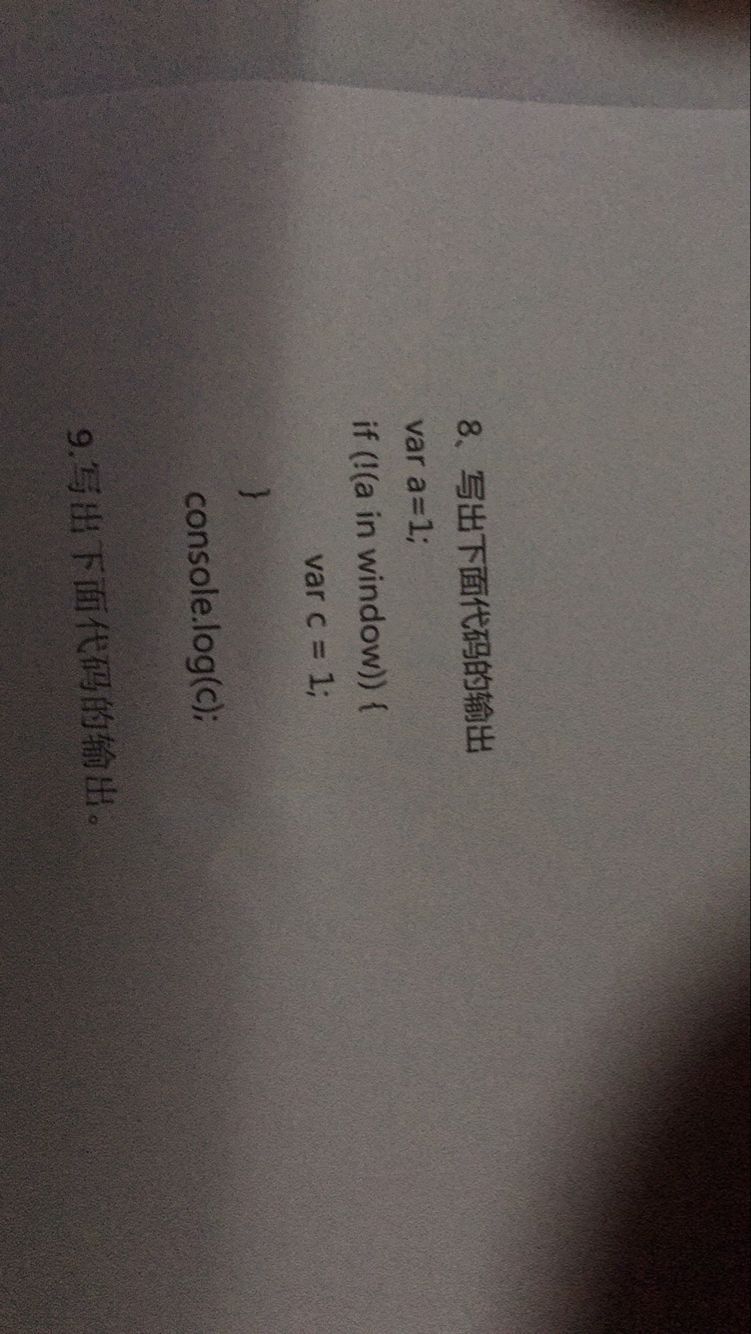 8、写出下面代码的输出
var a=1;
if (!(a in window)) {
var c = 1;
}
console.log(c);
9.写出下面代码的输出。